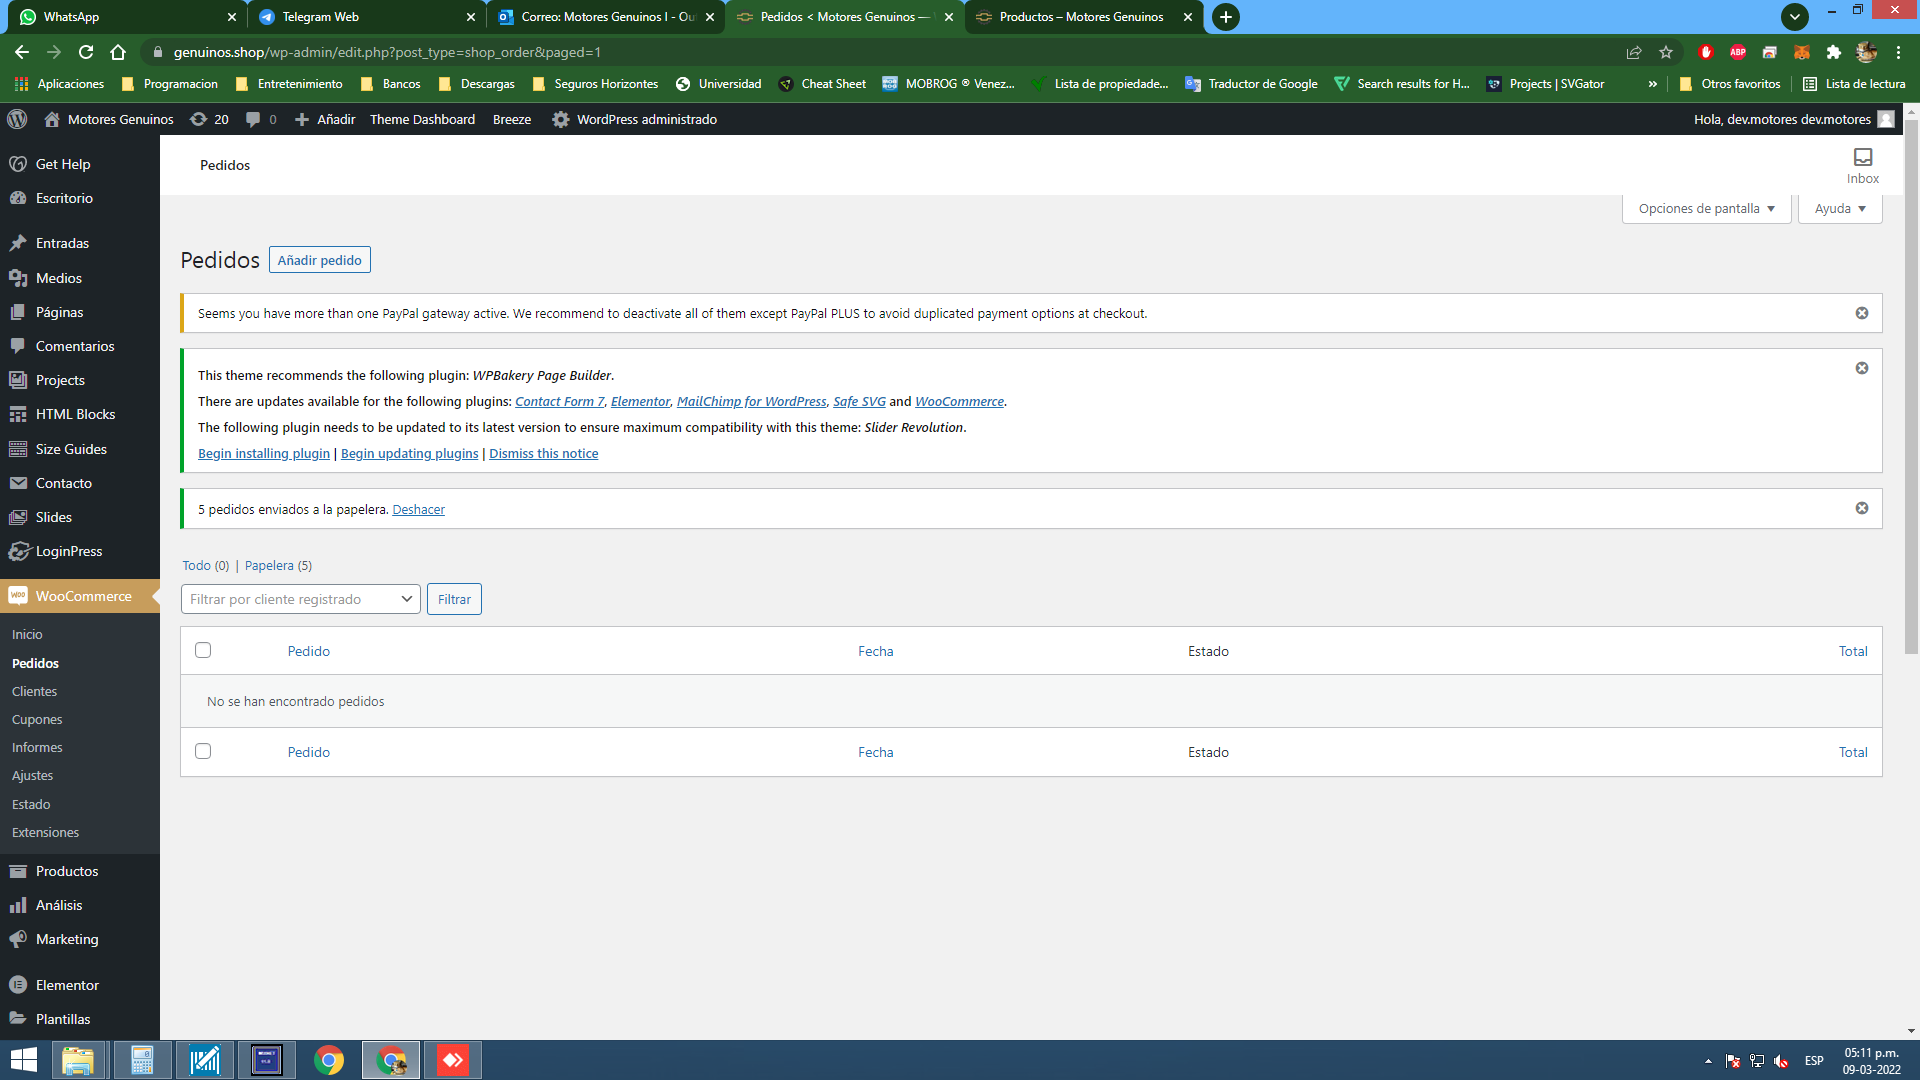 WhatsApp
Telegram Web
Correo: Motores Genuinos I - Ou
Pedidos < Motores Genuinos —
Productos – Motores Genuinos
genuinos.shop/wp-admin/edit.php?post_type=shop_order&paged=1
ABP
Aplicaciones
Programacion
Entretenimiento
Bancos
Descargas
Seguros Horizontes
Universidad
Cheat Sheet
MOBROG ® Venez...
Lista de propiedade...
Traductor de Google
Search results for H...
Projects | SVGator
»
Otros favoritos
Lista de lectura
Motores Genuinos
20
0
Añadir
Theme Dashboard
Breeze
WordPress administrado
Hola, dev.motores dev.motores
Get Help
Escritorio
Entradas
Medios
Páginas
Comentarios
Projects
HTML Blocks
Size Guides
Contacto
Slides
LoginPress
WooCommerce
Inicio
Pedidos
Clientes
Cupones
Informes
Ajustes
Estado
Extensiones
Productos
Análisis
Marketing
Elementor
Plantillas
Pedidos
Inbox
Opciones de pantalla
Ayuda
Pedidos
Añadir pedido
Seems you have more than one PayPal gateway active. We recommend to deactivate all of them except PayPal PLUS to avoid duplicated payment options at checkout.
This theme recommends the following plugin: WPBakery Page Builder.
There are updates available for the following plugins: Contact Form 7, Elementor, MailChimp for WordPress, Safe SVG and WooCommerce.
The following plugin needs to be updated to its latest version to ensure maximum compatibility with this theme: Slider Revolution.
Begin installing plugin | Begin updating plugins | Dismiss this notice
5 pedidos enviados a la papelera. Deshacer
Todo (0) | Papelera (5)
Filtrar por cliente registrado
Filtrar
Pedido
Fecha
Estado
Total
No se han encontrado pedidos
Pedido
Fecha
Estado
Total
ESP
05:11 p.m.
09-03-2022